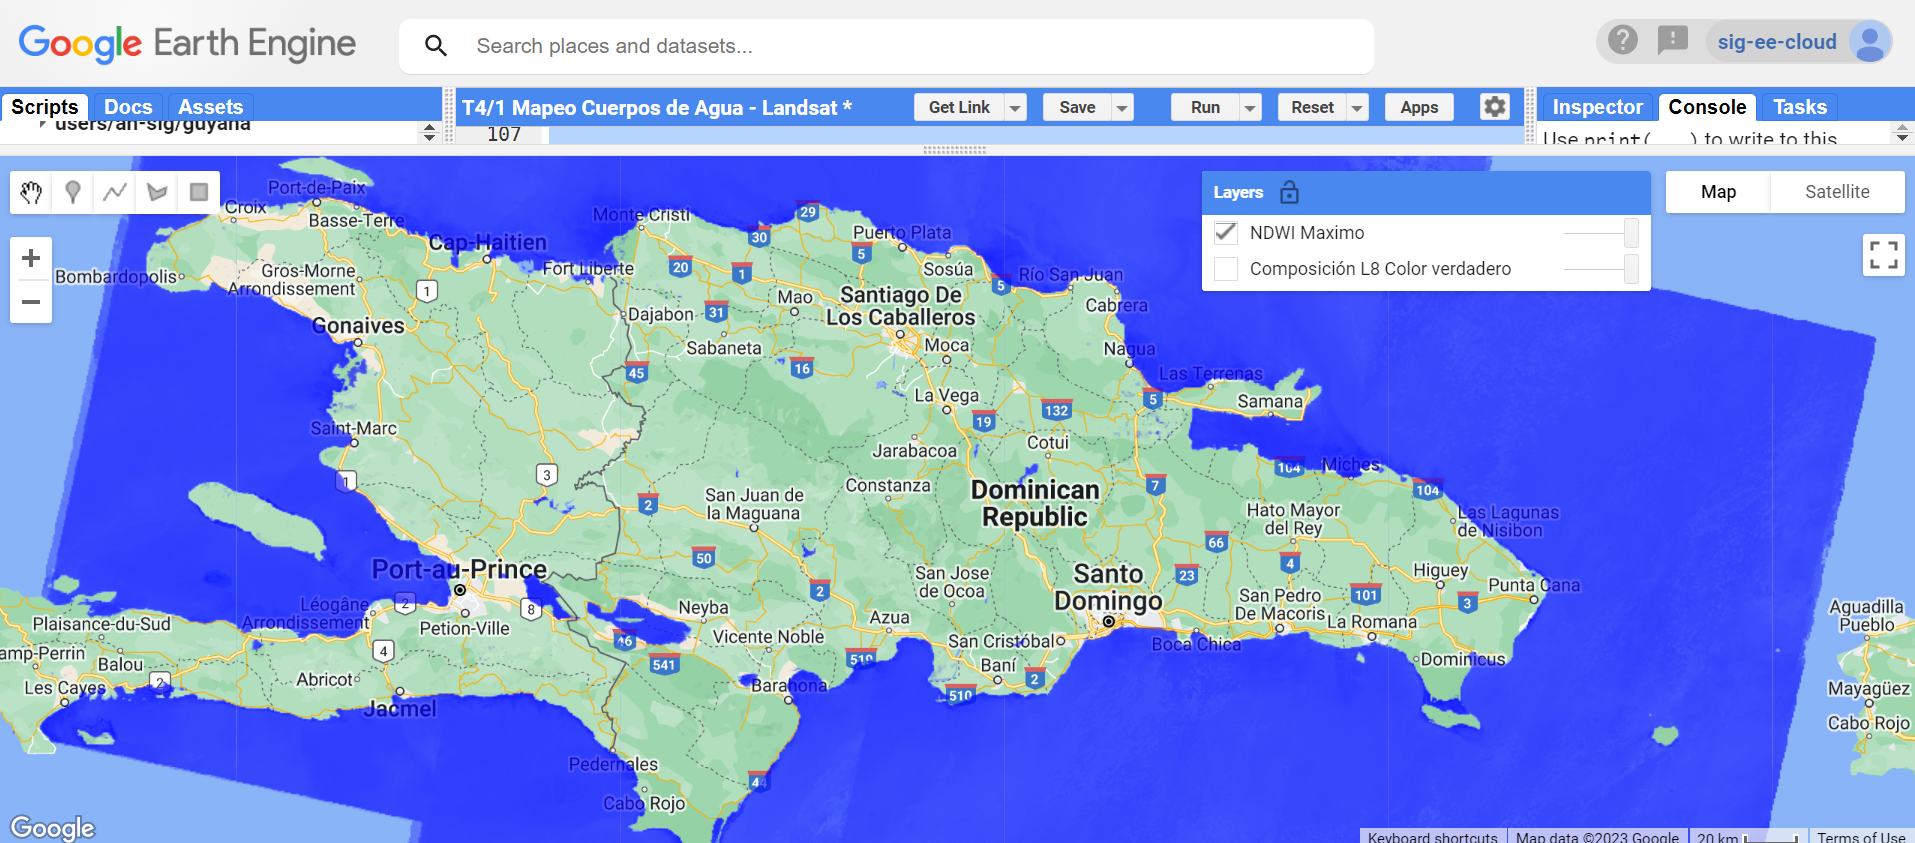 Google Earth Engine
Search places and datasets...
sig-ee-cloud
Scripts
Docs
Assets
T4/1 Mapeo Cuerpos de Agua - Landsat *
Get Link
Save
Run
Reset
Apps
Inspector
Console
Tasks
users/an-sig/guyana
107
Use print(...) to write to this
Layers
NDWI Maximo
Composición L8 Color verdadero
Map
Satellite
+
−
Port-de-Paix
Croix
Basse-Terre
Cap-Haitien
Bombardopolis
Gros-Morne
Arrondissement
Fort Liberte
Monte Cristi
29
30
Puerto Plata
5
20
1
Sosúa
Río San Juan
5
1
Gonaives
Dajabon
31
Mao
Santiago De
Los Caballeros
Cabrera
Sabaneta
Moca
Nagua
45
16
Las Terrenas
La Vega
19
132
5
Samana
Saint-Marc
Jarabacoa
Cotui
104
Miches
1
3
2
San Juan de
la Maguana
Constanza
Dominican
Republic
7
104
Hato Mayor
del Rey
Las Lagunas
de Nisibon
50
66
4
Port-au-Prince
San Jose
de Ocoa
Santo
Domingo
23
Higuey
Punta Cana
2
Léogâne
Arrondissement
2
8
Neyba
Azua
San Pedro
De Macoris
101
3
Aguadilla
Pueblo
Plaisance-du-Sud
Petion-Ville
46
Vicente Noble
San Cristóbal
La Romana
Boca Chica
amp-Perrin
Balou
4
541
510
Baní
2
Dominicus
Les Cayes
2
Abricot
Jacmel
Barahona
510
Mayagüez
Cabo Rojo
Pedernales
44
Cabo Rojo
Google
Keyboard shortcuts
Map data ©2023 Google
20 km
Terms of Use